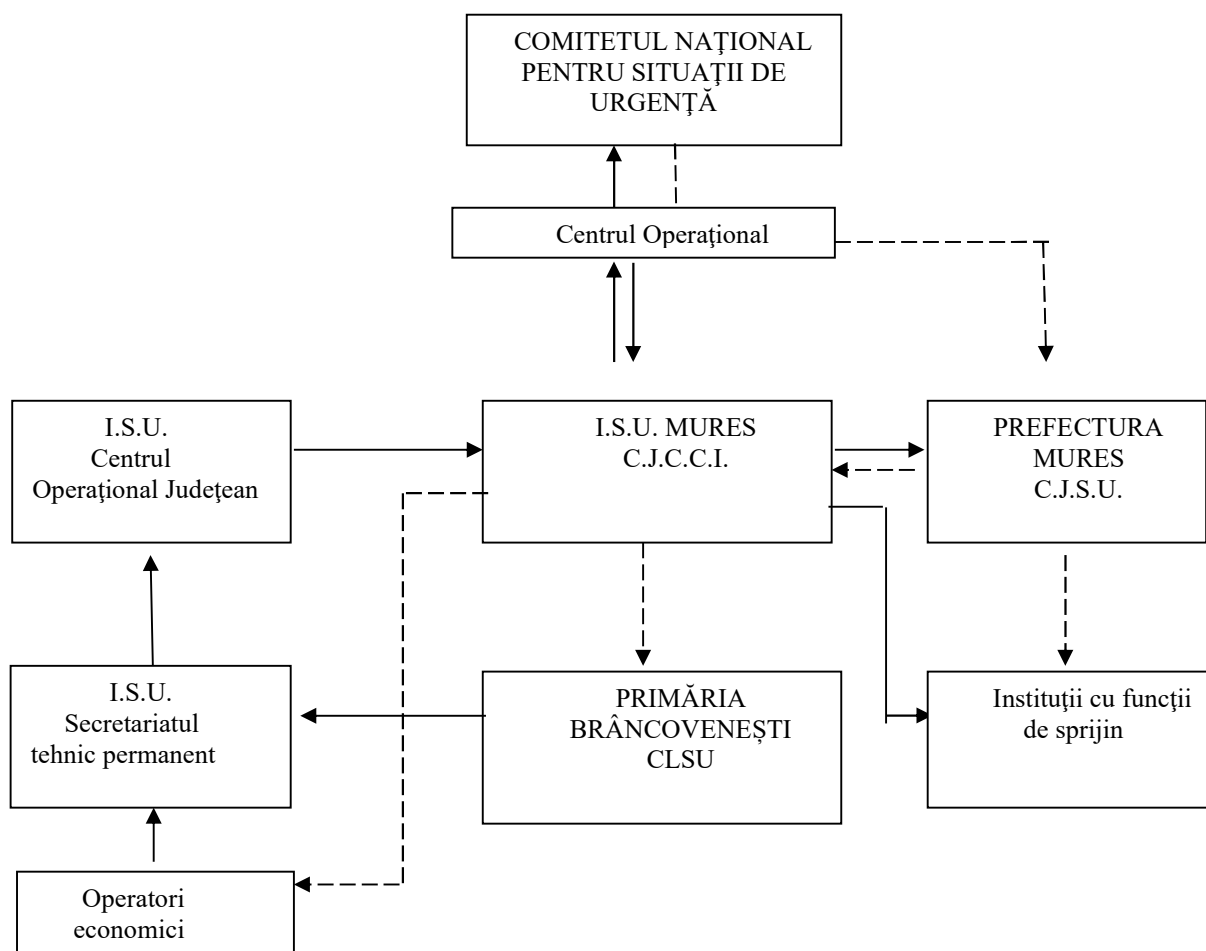 COMITETUL NAŢIONAL
PENTRU SITUAŢII DE
URGENŢĂ
Centrul Operaţional
I.S.U.
Centrul
Operaţional Judeţean
I.S.U. MURES
C.J.C.C.I.
PREFECTURA
MURES
C.J.S.U.
I.S.U.
Secretariatul
tehnic permanent
PRIMĂRIA
BRÂNCOVENEȘTI
CLSU
Instituţii cu funcţii
de sprijin
Operatori
economici